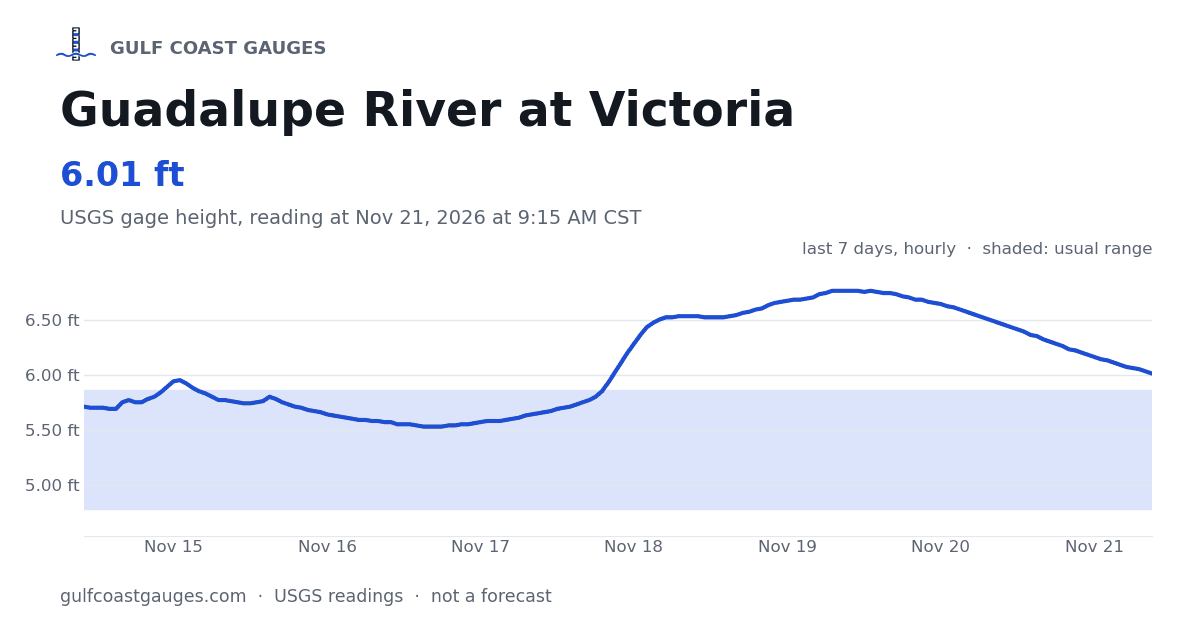 GULF COAST GAUGES
Guadalupe River at Victoria
6.01 ft
USGS gage height, reading at Nov 21, 2026 at 9:15 AM CST
last 7 days, hourly · shaded: usual range
6.50 ft
6.00 ft
5.50 ft
5.00 ft
Nov 15 Nov 16 Nov 17 Nov 18 Nov 19 Nov 20 Nov 21
gulfcoastgauges.com · USGS readings · not a forecast